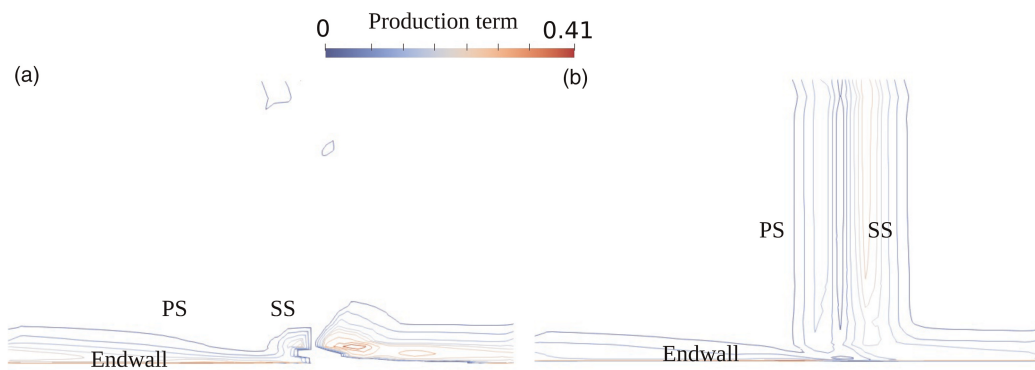 Production term
0 0.41
(a)
(b)
PS SS
Endwall
PS SS
Endwall